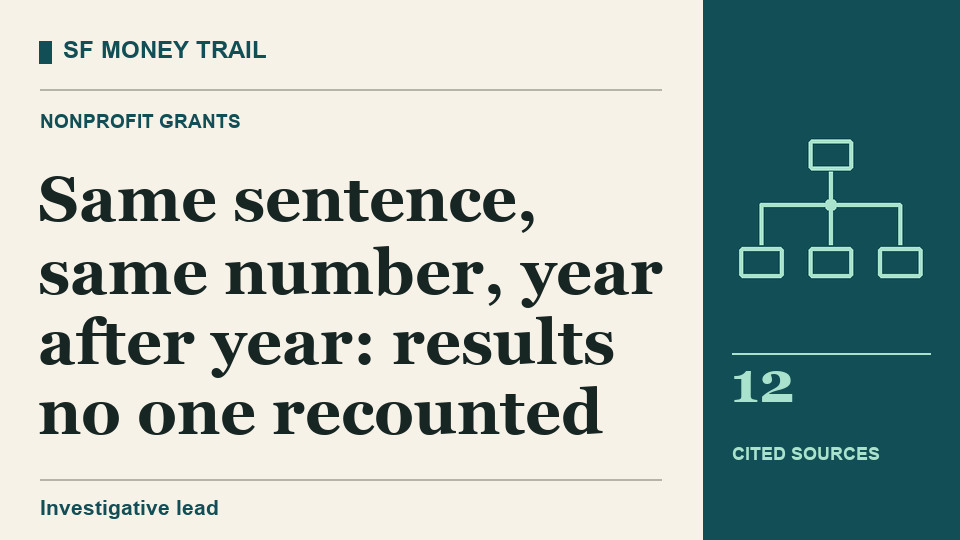 SF MONEY TRAIL
NONPROFIT GRANTS
Same sentence,
same number, year
after year: results
no one recounted
Investigative lead
12
CITED SOURCES